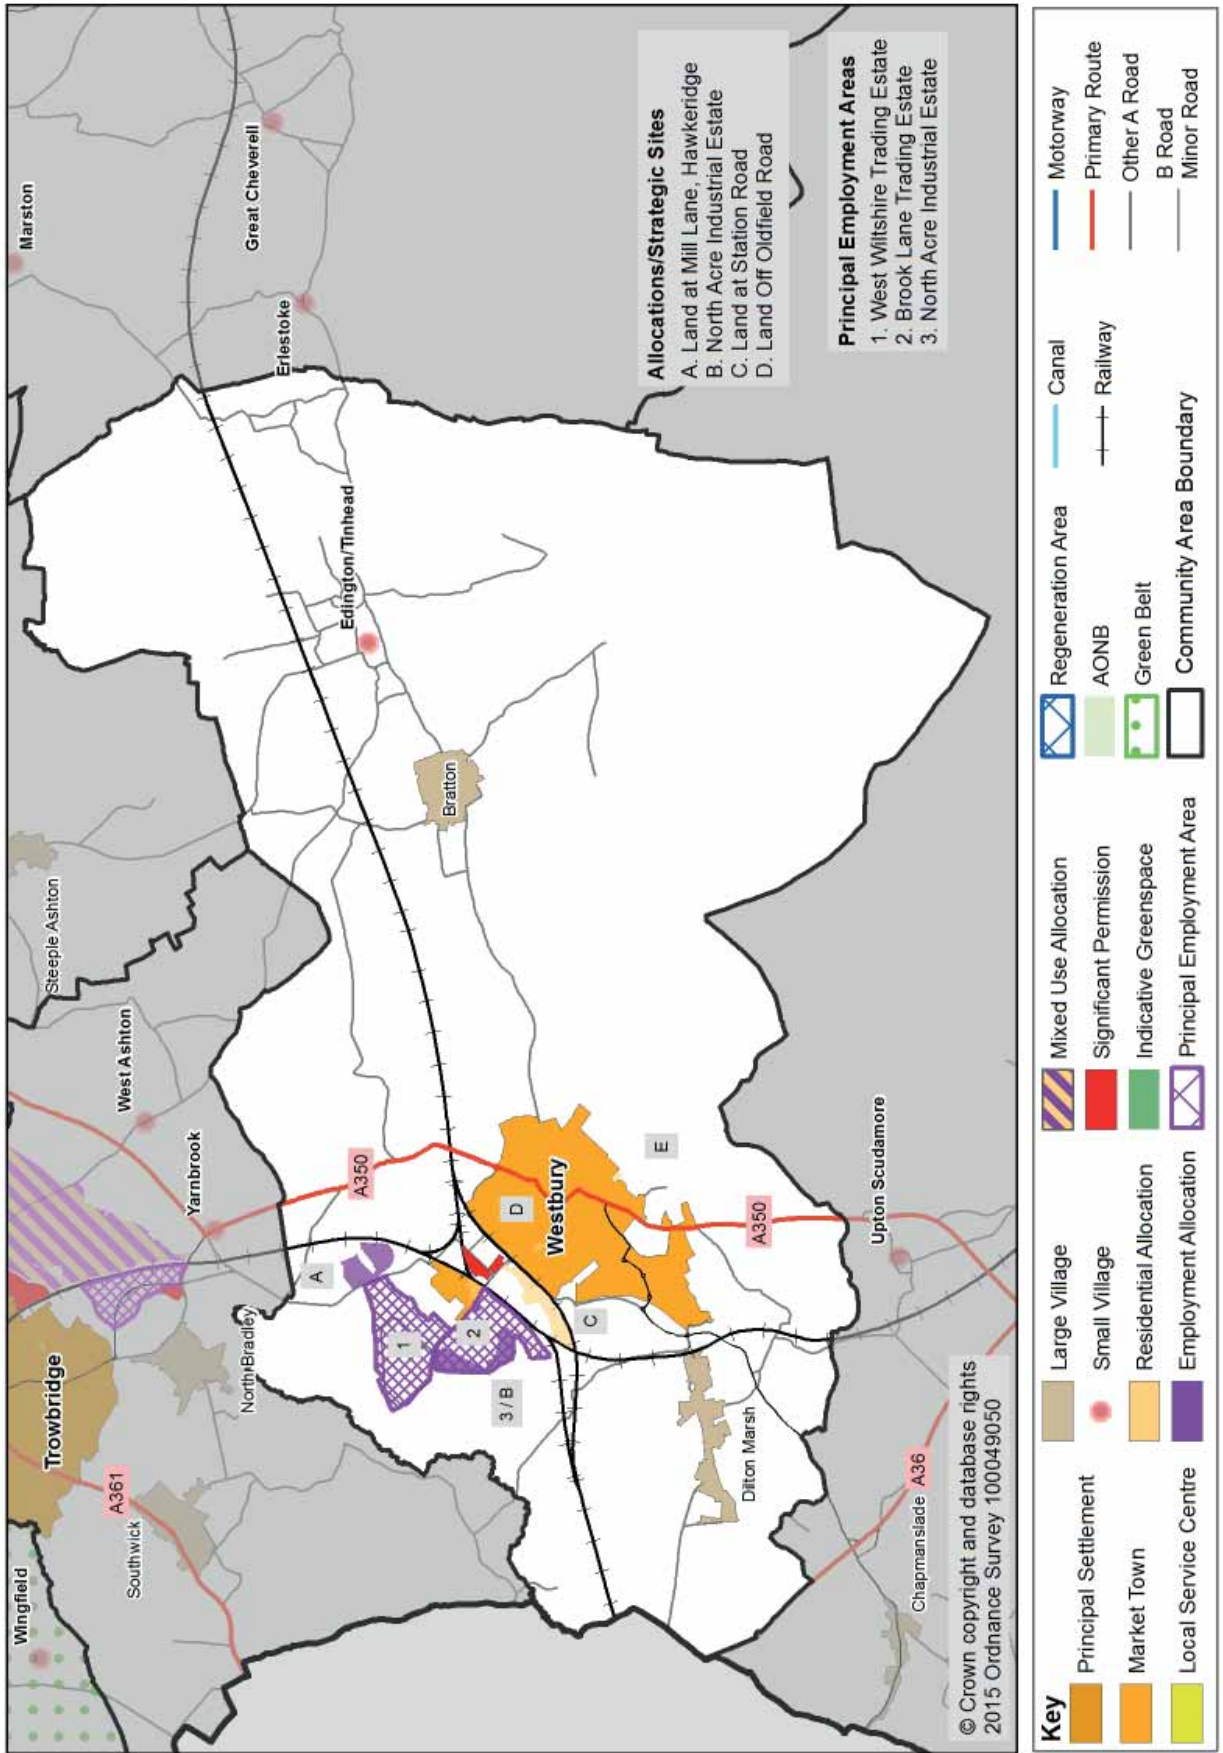 Wingfield
Trowbridge
A361
Southwick
North Bradley
Yarnbrook
West Ashton
Steeple Ashton
Marston
Great Cheverell
Erlestoke
Edington/Tinhead
Bratton
A350
A
1
2
3 / B
D
Westbury
C
E
A350
Dilton Marsh
Upton Scudamore
Chapmanslade
A36
Allocations/Strategic Sites
A. Land at Mill Lane, Hawkeridge
B. North Acre Industrial Estate
C. Land at Station Road
D. Land Off Oldfield Road
Principal Employment Areas
1. West Wiltshire Trading Estate
2. Brook Lane Trading Estate
3. North Acre Industrial Estate
© Crown copyright and database rights
2015 Ordnance Survey 100049050
Key
Principal Settlement
Market Town
Local Service Centre
Large Village
Small Village
Residential Allocation
Employment Allocation
Mixed Use Allocation
Significant Permission
Indicative Greenspace
Principal Employment Area
Regeneration Area
AONB
Green Belt
Community Area Boundary
Canal
Railway
Motorway
Primary Route
Other A Road
B Road
Minor Road